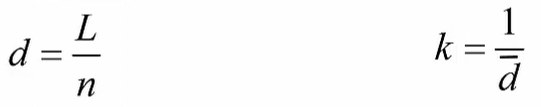 d = L/n    k = 1/d̄